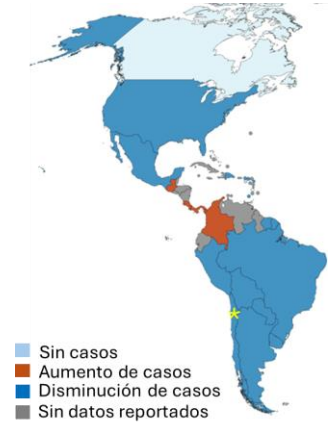 Sin casos
Aumento de casos
Disminución de casos
Sin datos reportados